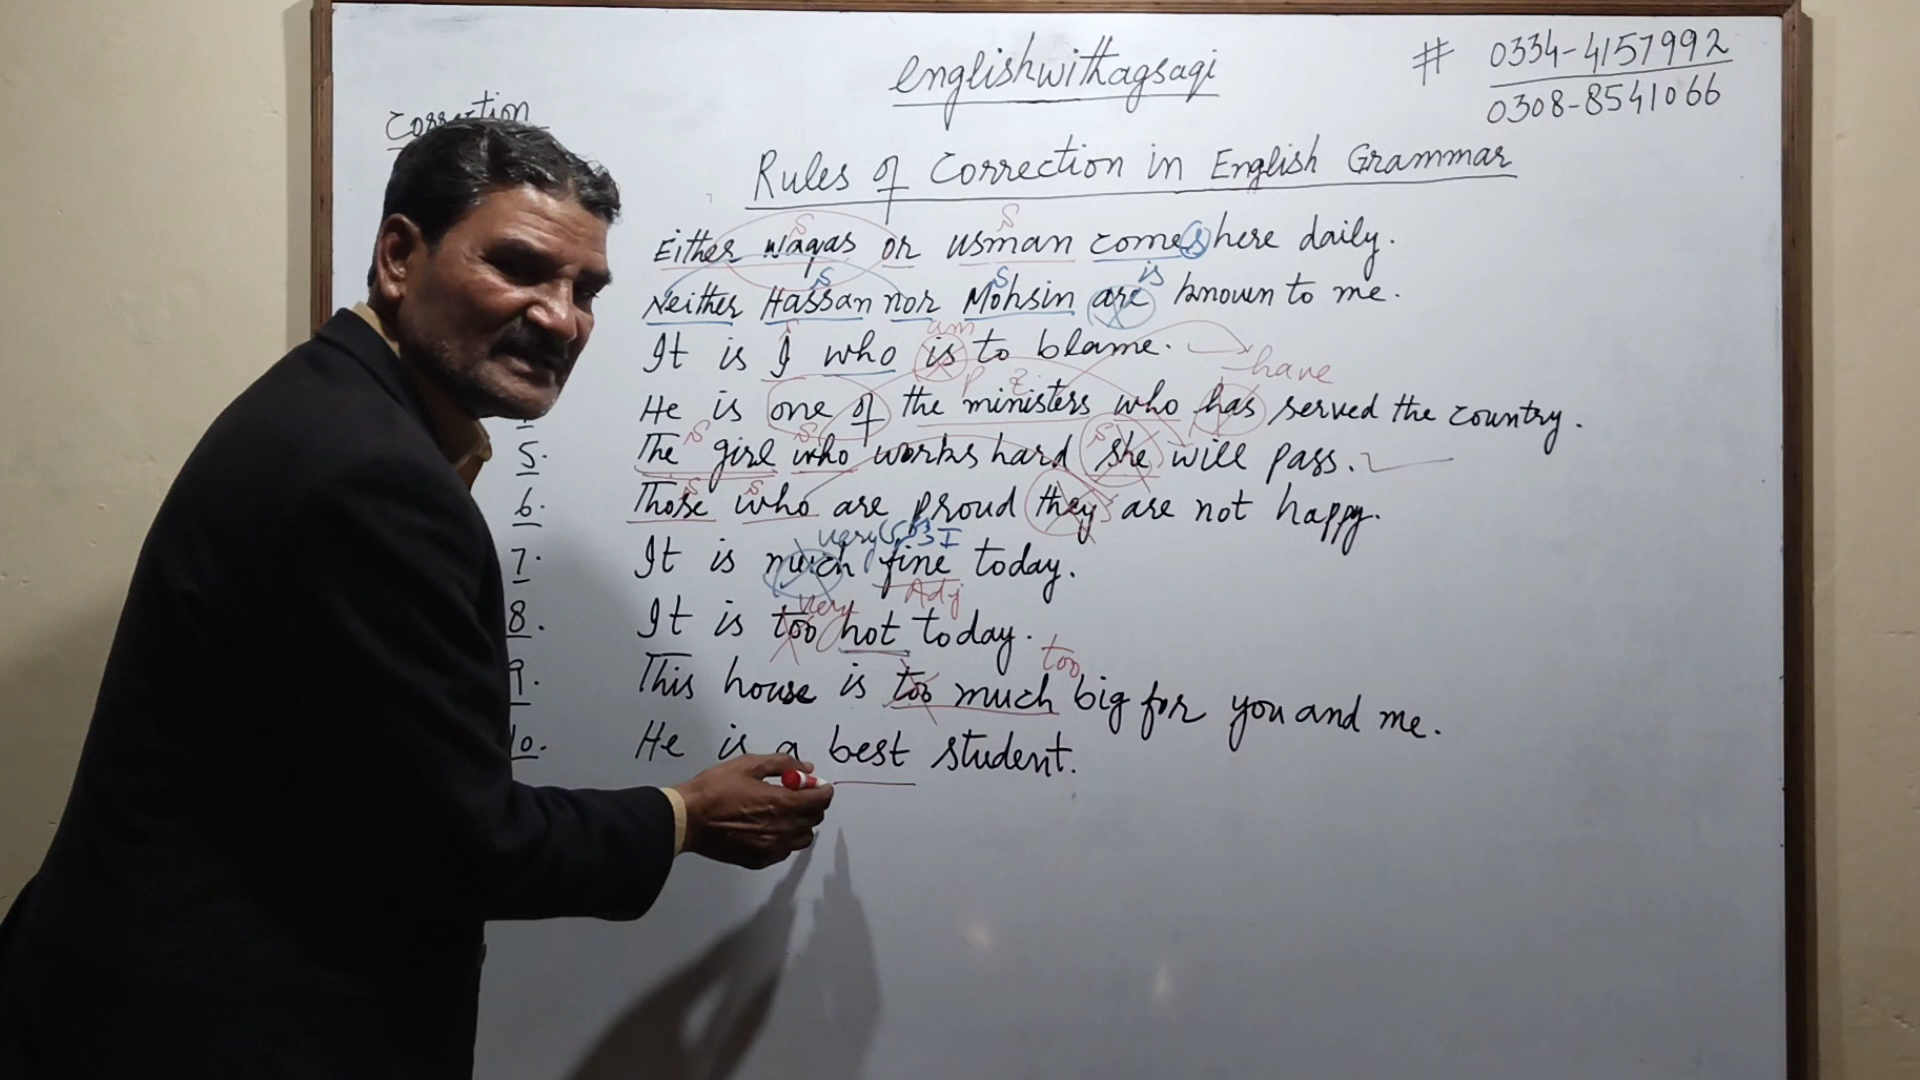 englishwithagsaqi
# 0334-4157992
0308-8541066
Correction
Rules of Correction in English Grammar
S S
Either waqas or usman comes here daily.
S S is
Neither Hassan nor Mohsin are known to me.
S am
It is I who is to blame.
P have
He is one of the ministers who has served the country.
S S S
5. The girl who works hard she will pass.
S S
6. Those who are proud they are not happy.
very
7. It is much fine today.
very Adj
8. It is too hot today.
too
9. This house is too much big for you and me.
10. He is a best student.